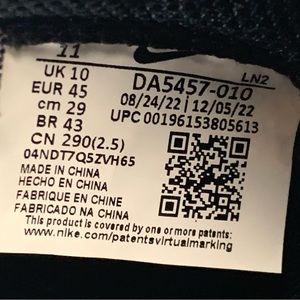 11
LN2
UK 10
DA5457-010
EUR 45
08/24/22 | 12/05/22
cm 29
UPC 00196153805613
BR 43
CN 290(2.5)
04NDT7Q5ZVH65
MADE IN CHINA
HECHO EN CHINA
FABRIQUE EN CHINE
FABRICADO NA CHINA
This product is covered by one or more patents:
www.nike.com/patentsvirtualmarking